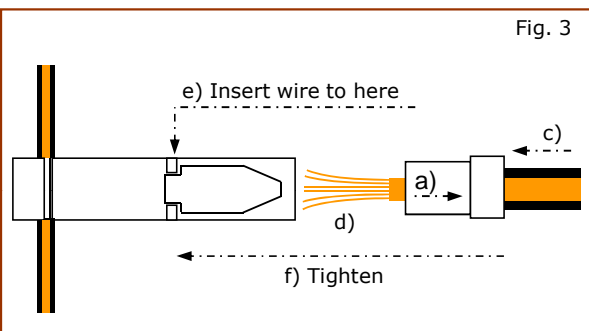 Fig. 3
e) Insert wire to here
c)
a)
d)
f) Tighten